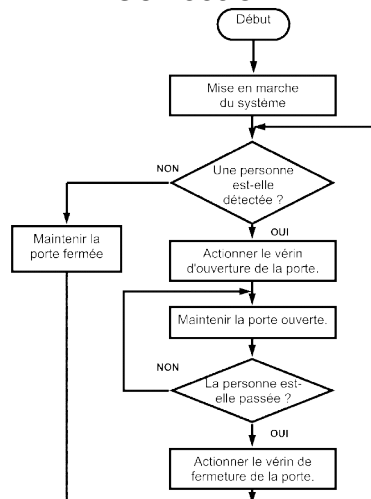 Début
Mise en marche
du système
Une personne
est-elle
détectée ?
NON
OUI
Maintenir la
porte fermée
Actionner le vérin
d'ouverture de la porte.
Maintenir la porte ouverte.
NON
La personne est-
elle passée ?
OUI
Actionner le vérin de
fermeture de la porte.